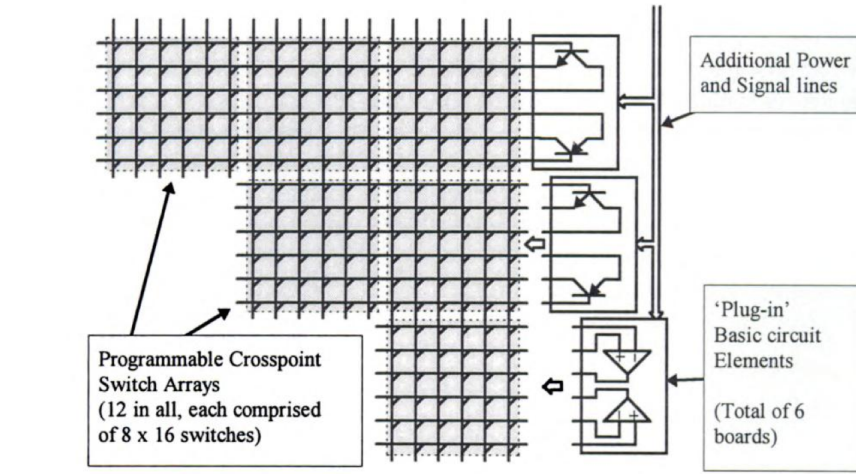 Additional Power
and Signal lines
Programmable Crosspoint
Switch Arrays
(12 in all, each comprised
of 8 x 16 switches)
'Plug-in'
Basic circuit
Elements
(Total of 6
boards)